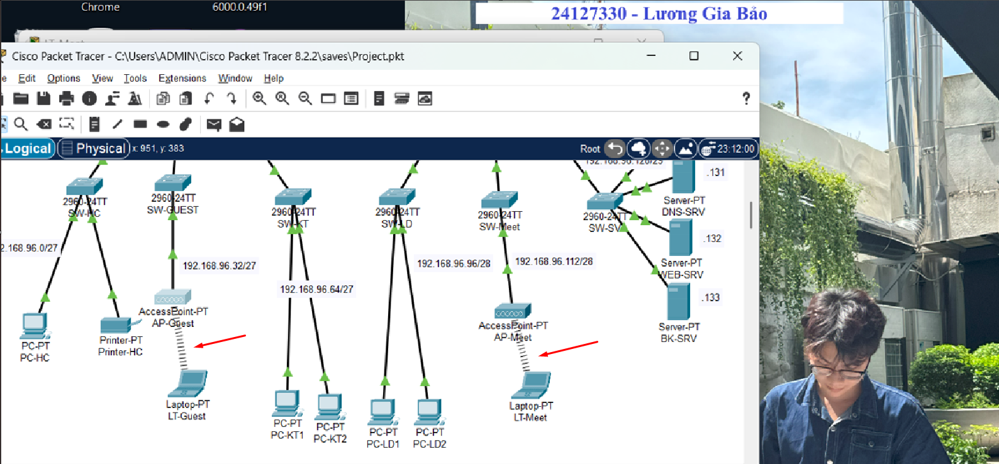 Chrome
6000.0.49f1
24127330 - Lương Gia Bảo
Cisco Packet Tracer - C:\Users\ADMIN\Cisco Packet Tracer 8.2.2\saves\Project.pkt
Edit Options View Tools Extensions Window Help
?
Logical Physical x: 951, y: 383
Root 23:12:00
192.168.96.128/29
.131
Server-PT
DNS-SRV
2960-24TT
SW-HC
2960-24TT
SW-GUEST
2960-24TT
SW-KT
2960-24TT
SW-LD
2960-24TT
SW-Meet
2960-24TT
SW-SV
.132
Server-PT
WEB-SRV
2.168.96.0/27
192.168.96.32/27
192.168.96.64/27
192.168.96.96/28
192.168.96.112/28
.133
Server-PT
BK-SRV
AccessPoint-PT
AP-Guest
AccessPoint-PT
AP-Meet
PC-PT
PC-HC
Printer-PT
Printer-HC
Laptop-PT
LT-Guest
PC-PT
PC-KT1
PC-PT
PC-KT2
PC-PT
PC-LD1
PC-PT
PC-LD2
Laptop-PT
LT-Meet